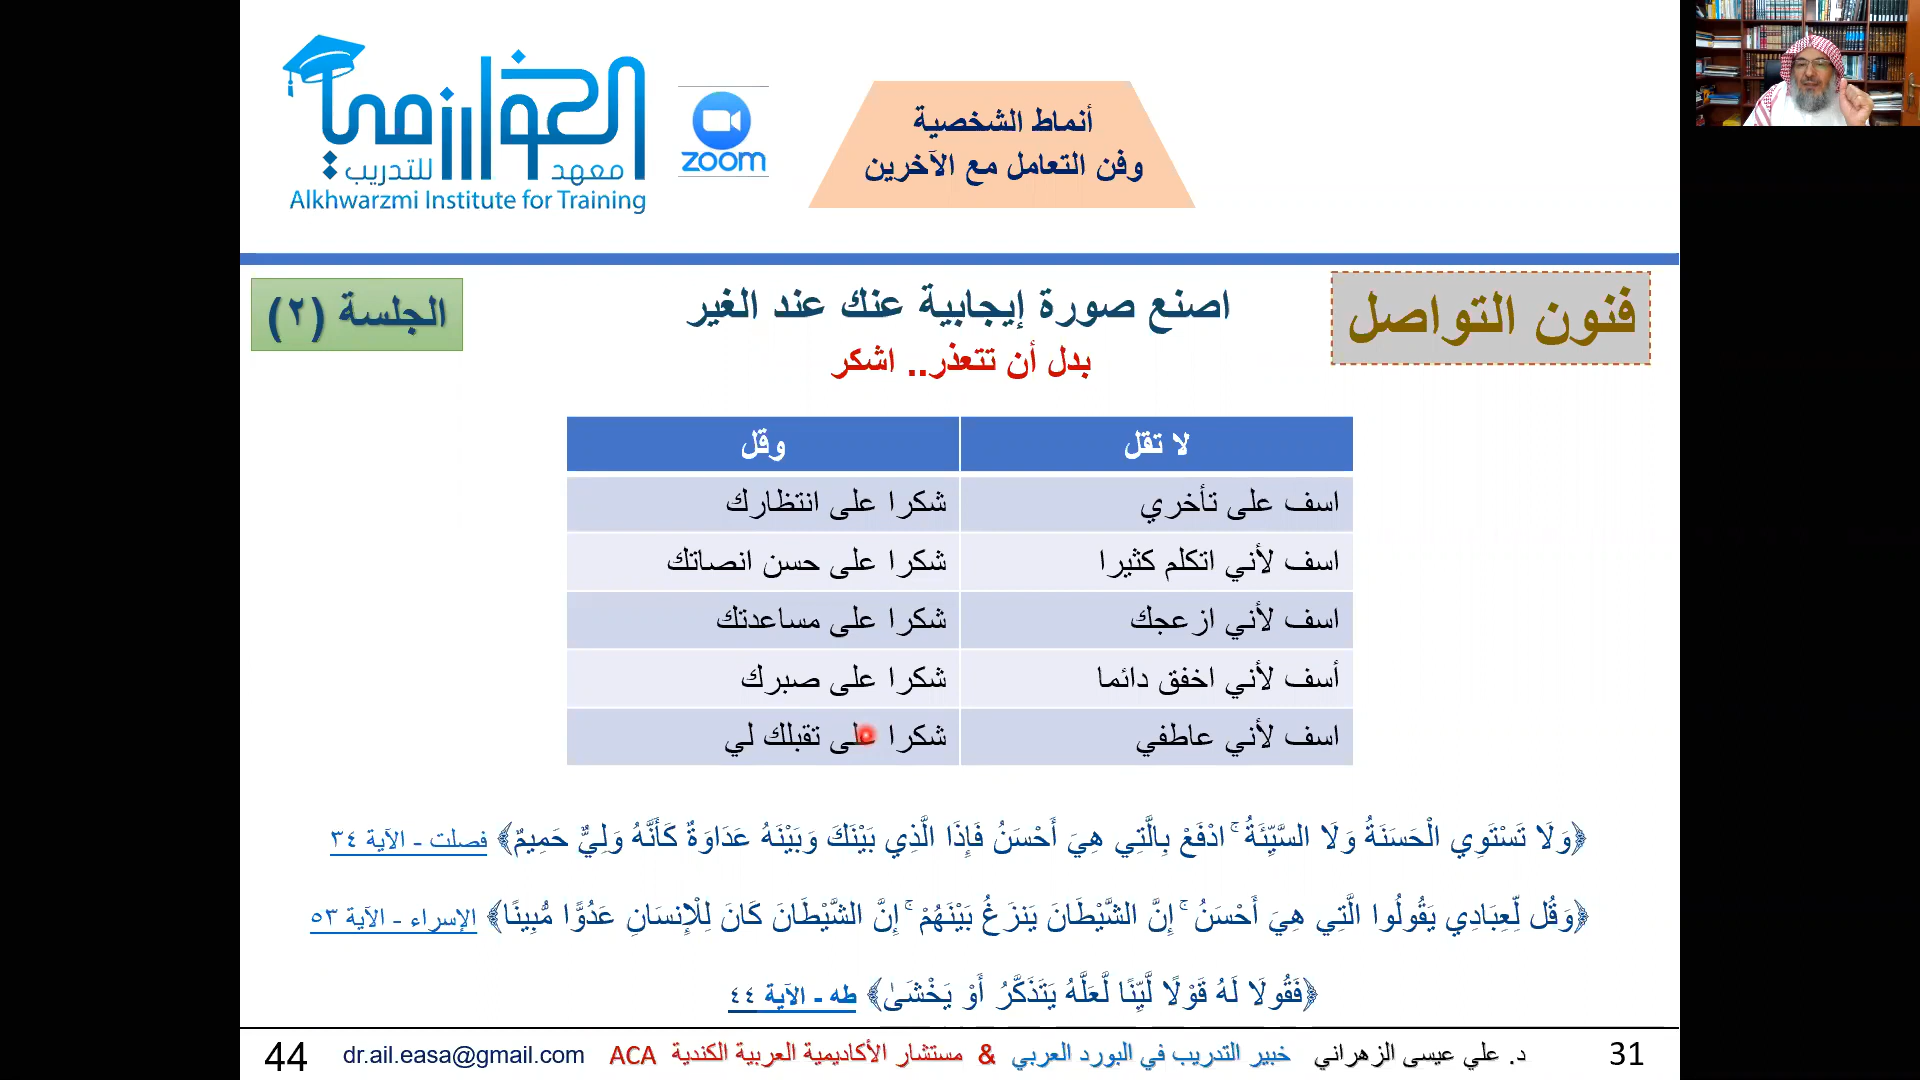 الخوارزمي
معهد للتدريب
Alkhwarzmi Institute for Training
zoom
أنماط الشخصية
وفن التعامل مع الآخرين
فنون التواصل
اصنع صورة إيجابية عنك عند الغير
الجلسة (٢)
بدل أن تتعذر.. اشكر
لا تقل وقل
اسف على تأخري شكرا على انتظارك
اسف لأني اتكلم كثيرا شكرا على حسن انصاتك
اسف لأني ازعجك شكرا على مساعدتك
أسف لأني اخفق دائما شكرا على صبرك
اسف لأني عاطفي شكرا على تقبلك لي
﴿وَلَا تَسْتَوِي الْحَسَنَةُ وَلَا السَّيِّئَةُ ۚ ادْفَعْ بِالَّتِي هِيَ أَحْسَنُ فَإِذَا الَّذِي بَيْنَكَ وَبَيْنَهُ عَدَاوَةٌ كَأَنَّهُ وَلِيٌّ حَمِيمٌ﴾ فصلت - الآية ٣٤
﴿وَقُل لِّعِبَادِي يَقُولُوا الَّتِي هِيَ أَحْسَنُ ۚ إِنَّ الشَّيْطَانَ يَنزَغُ بَيْنَهُمْ ۚ إِنَّ الشَّيْطَانَ كَانَ لِلْإِنسَانِ عَدُوًّا مُّبِينًا﴾ الإسراء - الآية ٥٣
﴿فَقُولَا لَهُ قَوْلًا لَّيِّنًا لَّعَلَّهُ يَتَذَكَّرُ أَوْ يَخْشَىٰ﴾ طه - الآية ٤٤
31 د. علي عيسى الزهراني خبير التدريب في البورد العربي & مستشار الأكاديمية العربية الكندية ACA dr.ail.easa@gmail.com 44